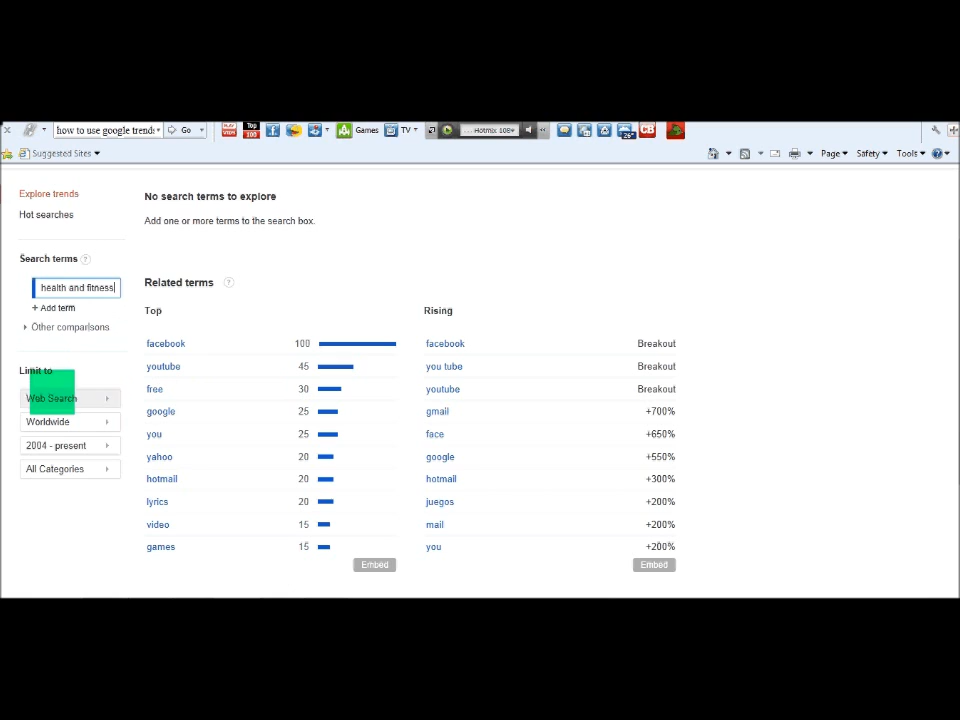 how to use google trends Go Top 100 Games TV ... Hotmix 108 26° CB
Suggested Sites Page Safety Tools
Explore trends
Hot searches
No search terms to explore
Add one or more terms to the search box.
Search terms ?
health and fitness
+ Add term
Other comparisons
Limit to
Web Search
Worldwide
2004 - present
All Categories
Related terms ?
Top
facebook 100
youtube 45
free 30
google 25
you 25
yahoo 20
hotmail 20
lyrics 20
video 15
games 15
Embed
Rising
facebook Breakout
you tube Breakout
youtube Breakout
gmail +700%
face +650%
google +550%
hotmail +300%
juegos +200%
mail +200%
you +200%
Embed